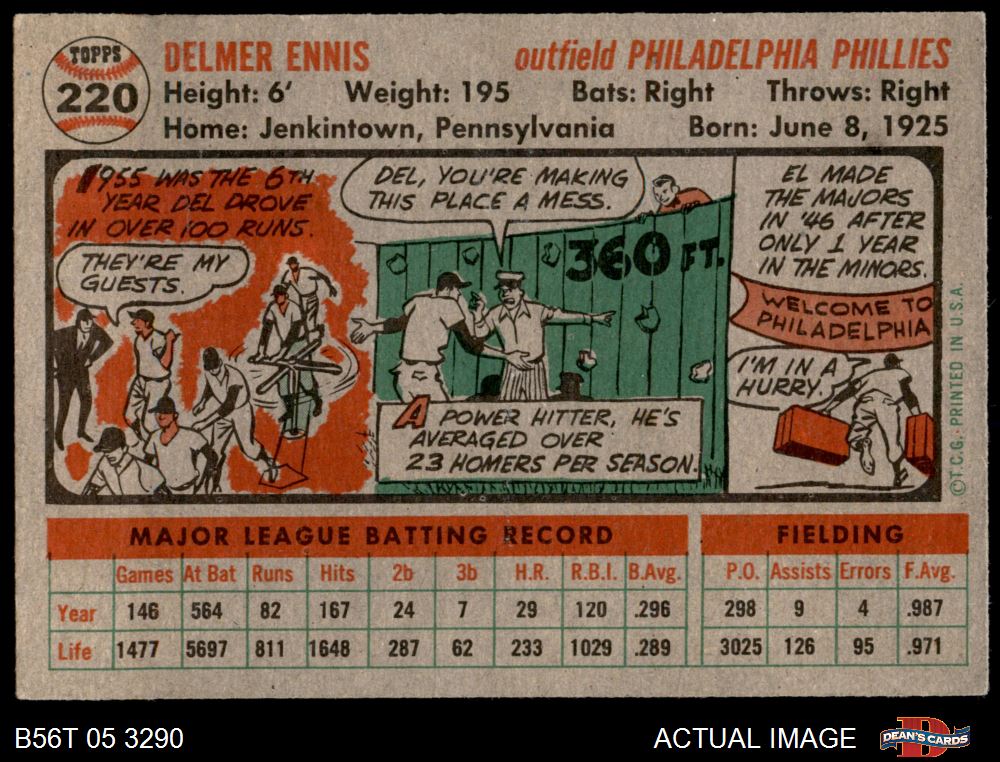 TOPPS
220
DELMER ENNIS
outfield PHILADELPHIA PHILLIES
Height: 6' Weight: 195 Bats: Right Throws: Right
Home: Jenkintown, Pennsylvania Born: June 8, 1925
1955 WAS THE 6TH
YEAR DEL DROVE
IN OVER 100 RUNS.
THEY'RE MY
GUESTS.
DEL, YOU'RE MAKING
THIS PLACE A MESS.
360 FT.
A POWER HITTER, HE'S
AVERAGED OVER
23 HOMERS PER SEASON.
EL MADE
THE MAJORS
IN '46 AFTER
ONLY 1 YEAR
IN THE MINORS.
WELCOME TO
PHILADELPHIA
I'M IN A
HURRY.
©T.C.G. PRINTED IN U.S.A.
MAJOR LEAGUE BATTING RECORD
Games At Bat Runs Hits 2b 3b H.R. R.B.I. B.Avg.
Year 146 564 82 167 24 7 29 120 .296
Life 1477 5697 811 1648 287 62 233 1029 .289
FIELDING
P.O. Assists Errors F.Avg.
298 9 4 .987
3025 126 95 .971
B56T 05 3290
ACTUAL IMAGE
D
DEAN'S CARDS